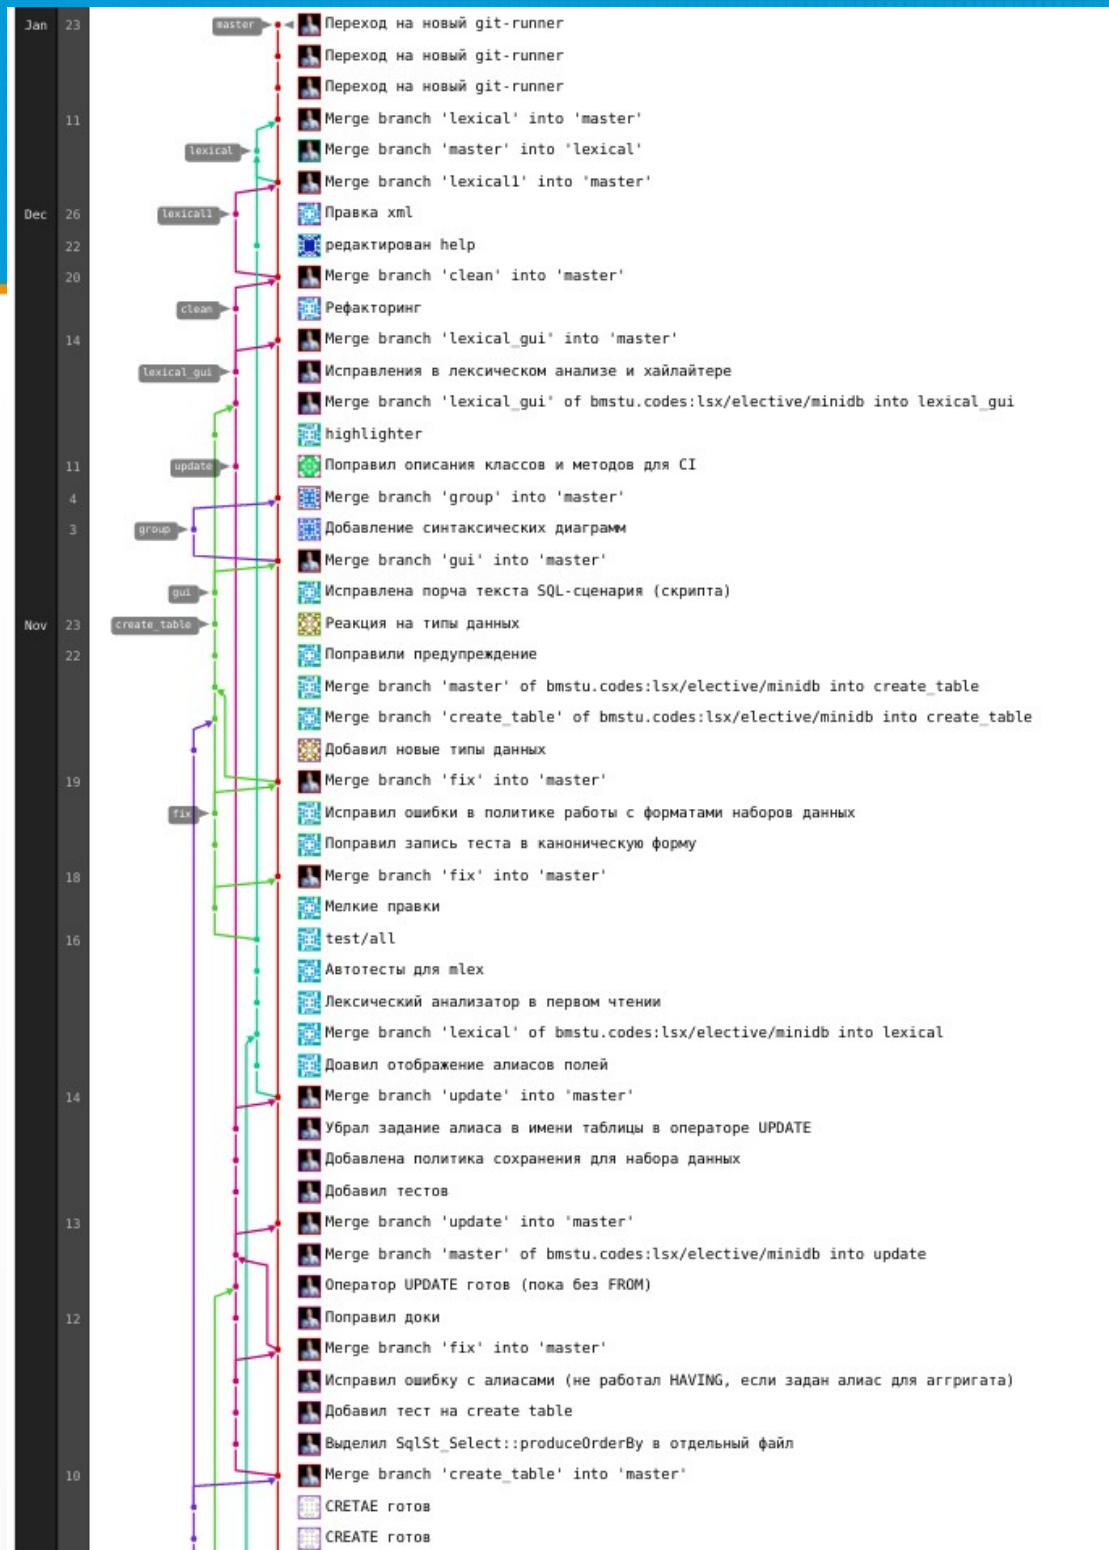 Jan 23 master Переход на новый git-runner
Переход на новый git-runner
Переход на новый git-runner
11 Merge branch 'lexical' into 'master'
lexical Merge branch 'master' into 'lexical'
Merge branch 'lexical1' into 'master'
Dec 26 lexical1 Правка xml
22 редактирован help
20 Merge branch 'clean' into 'master'
clean Рефакторинг
14 Merge branch 'lexical_gui' into 'master'
lexical_gui Исправления в лексическом анализе и хайлайтере
Merge branch 'lexical_gui' of bmstu.codes:lsx/elective/minidb into lexical_gui
highlighter
11 update Поправил описания классов и методов для CI
4 Merge branch 'group' into 'master'
3 group Добавление синтаксических диаграмм
Merge branch 'gui' into 'master'
gui Исправлена порча текста SQL-сценария (скрипта)
Nov 23 create_table Реакция на типы данных
22 Поправили предупреждение
Merge branch 'master' of bmstu.codes:lsx/elective/minidb into create_table
Merge branch 'create_table' of bmstu.codes:lsx/elective/minidb into create_table
Добавил новые типы данных
19 Merge branch 'fix' into 'master'
fix Исправил ошибки в политике работы с форматами наборов данных
Поправил запись теста в каноническую форму
18 Merge branch 'fix' into 'master'
Мелкие правки
16 test/all
Автотесты для mlex
Лексический анализатор в первом чтении
Merge branch 'lexical' of bmstu.codes:lsx/elective/minidb into lexical
Доавил отображение алиасов полей
14 Merge branch 'update' into 'master'
Убрал задание алиаса в имени таблицы в операторе UPDATE
Добавлена политика сохранения для набора данных
Добавил тестов
13 Merge branch 'update' into 'master'
Merge branch 'master' of bmstu.codes:lsx/elective/minidb into update
Оператор UPDATE готов (пока без FROM)
12 Поправил доки
Merge branch 'fix' into 'master'
Исправил ошибку с алиасами (не работал HAVING, если задан алиас для аггригата)
Добавил тест на create table
Выделил SqlSt_Select::produceOrderBy в отдельный файл
10 Merge branch 'create_table' into 'master'
CRETAE готов
CREATE готов